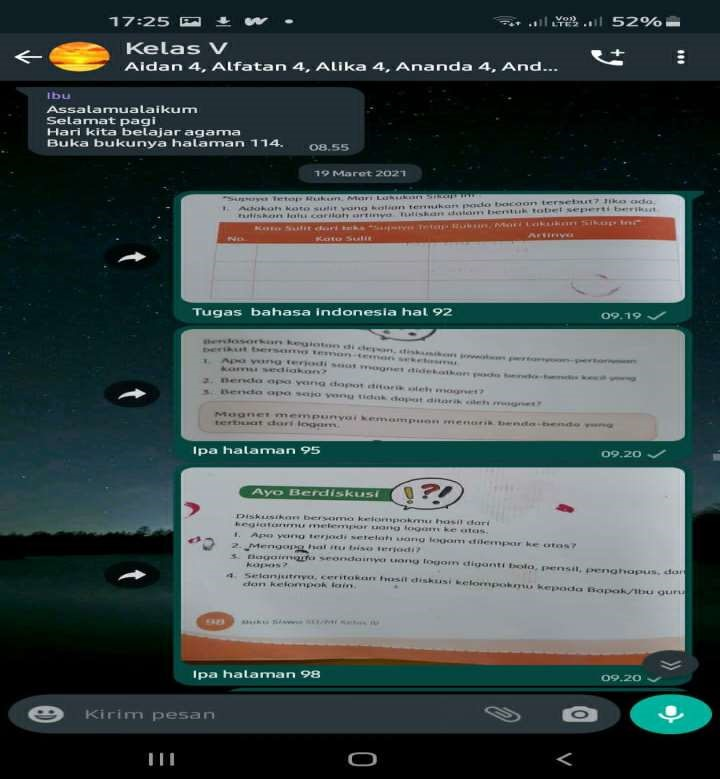 17:25
Vo))
LTE2
52%
Kelas V
Aidan 4, Alfatan 4, Alika 4, Ananda 4, And...
Ibu
Assalamualaikum
Selamat pagi
Hari kita belajar agama
Buka bukunya halaman 114.
08.55
19 Maret 2021
"Supaya Tetap Rukun, Mari Lakukan Sikap Ini"
1. Adakah kata sulit yang kalian temukan pada bacaan tersebut? Jika ada,
tuliskan lalu carilah artinya. Tuliskan dalam bentuk tabel seperti berikut.
Kata Sulit dari teks "Supaya Tetap Rukun, Mari Lakukan Sikap Ini"
No. Kata Sulit Artinya
Tugas bahasa indonesia hal 92
09.19
Berdasarkan kegiatan di depan, diskusikan jawaban pertanyaan-pertanyaan
berikut bersama teman-teman sekelasmu.
1. Apa yang terjadi saat magnet didekatkan pada benda-benda kecil yang
kamu sediakan?
2. Benda apa yang dapat ditarik oleh magnet?
3. Benda apa saja yang tidak dapat ditarik oleh magnet?
Magnet mempunyai kemampuan menarik benda-benda yang
terbuat dari logam.
Ipa halaman 95
09.20
Ayo Berdiskusi
Diskusikan bersama kelompokmu hasil dari
kegiatanmu melempar uang logam ke atas.
1. Apa yang terjadi setelah uang logam dilempar ke atas?
2. Mengapa hal itu bisa terjadi?
3. Bagaimana seandainya uang logam diganti bola, pensil, penghapus, dan
kapas?
4. Selanjutnya, ceritakan hasil diskusi kelompokmu kepada Bapak/Ibu guru
dan kelompok lain.
98 Buku Siswa SD/MI Kelas IV
Ipa halaman 98
09.20
Kirim pesan